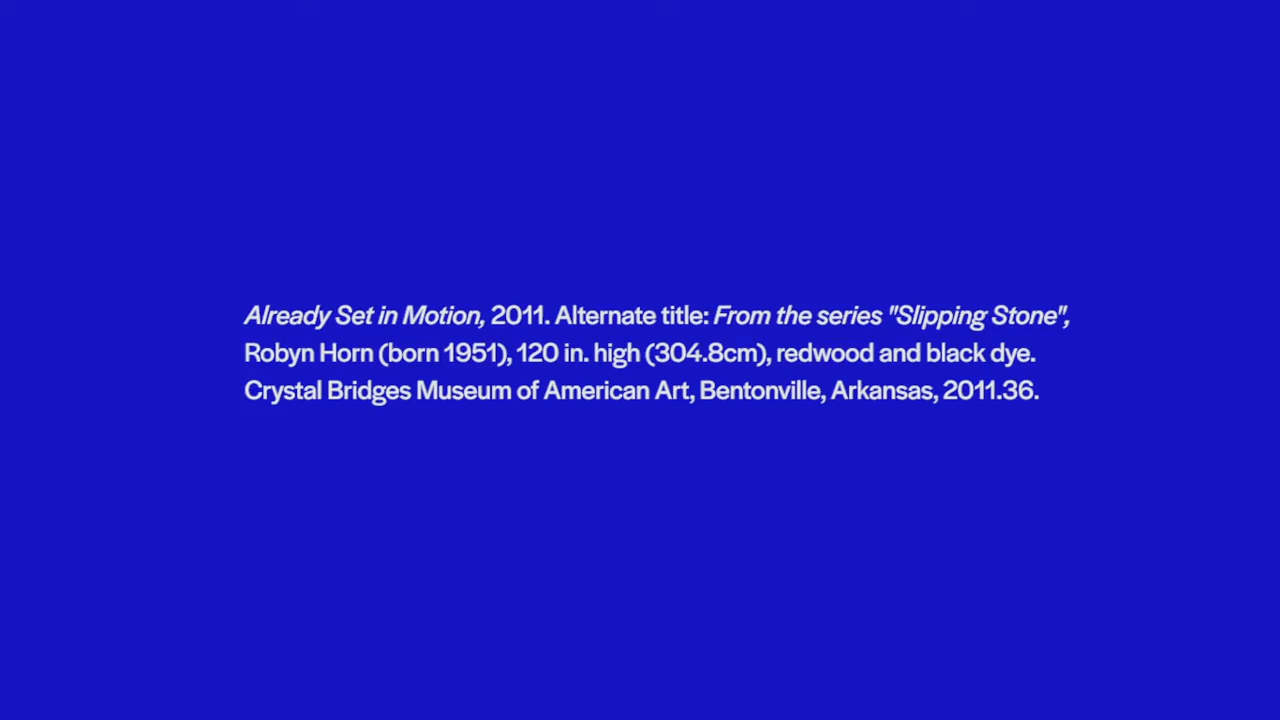 Already Set in Motion, 2011. Alternate title: From the series "Slipping Stone",
Robyn Horn (born 1951), 120 in. high (304.8cm), redwood and black dye.
Crystal Bridges Museum of American Art, Bentonville, Arkansas, 2011.36.